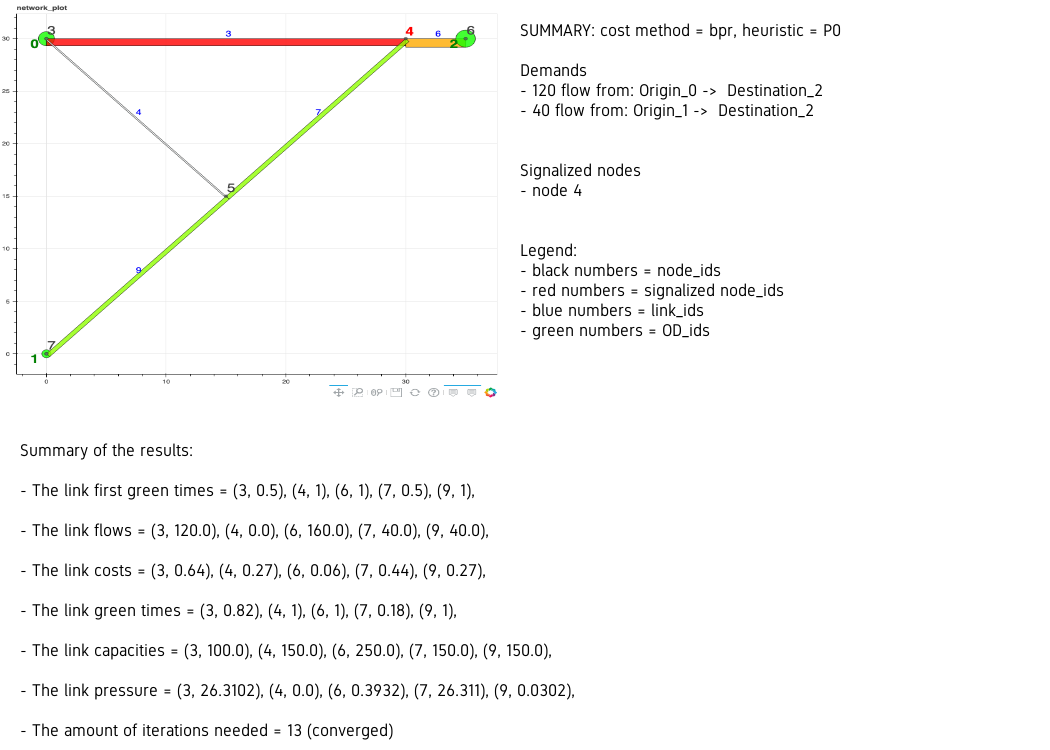 network_plot
3
3
6
6
0
4
2
30
25
4
7
20
15
5
10
9
5
7
0
1
0
10
20
30
SUMMARY: cost method = bpr, heuristic = P0
Demands
- 120 flow from: Origin_0 -> Destination_2
- 40 flow from: Origin_1 -> Destination_2
Signalized nodes
- node 4
Legend:
- black numbers = node_ids
- red numbers = signalized node_ids
- blue numbers = link_ids
- green numbers = OD_ids
Summary of the results:
- The link first green times = (3, 0.5), (4, 1), (6, 1), (7, 0.5), (9, 1),
- The link flows = (3, 120.0), (4, 0.0), (6, 160.0), (7, 40.0), (9, 40.0),
- The link costs = (3, 0.64), (4, 0.27), (6, 0.06), (7, 0.44), (9, 0.27),
- The link green times = (3, 0.82), (4, 1), (6, 1), (7, 0.18), (9, 1),
- The link capacities = (3, 100.0), (4, 150.0), (6, 250.0), (7, 150.0), (9, 150.0),
- The link pressure = (3, 26.3102), (4, 0.0), (6, 0.3932), (7, 26.311), (9, 0.0302),
- The amount of iterations needed = 13 (converged)